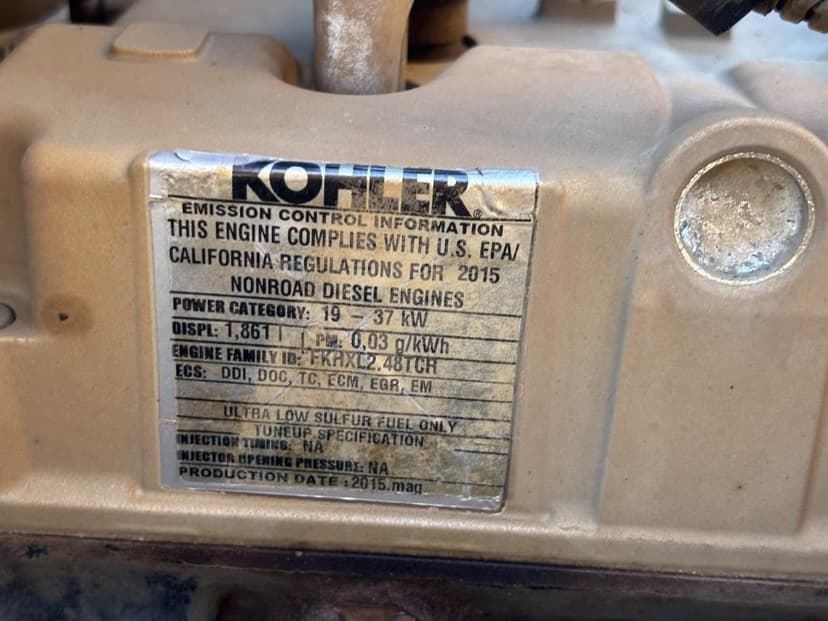 KOHLER®
EMISSION CONTROL INFORMATION
THIS ENGINE COMPLIES WITH U.S. EPA/
CALIFORNIA REGULATIONS FOR 2015
NONROAD DIESEL ENGINES
POWER CATEGORY: 19 - 37 kW
DISPL: 1,861 l PM: 0,03 g/kWh
ENGINE FAMILY ID: FKHXL2.48TCR
ECS: DDI, DOC, TC, ECM, EGR, EM
ULTRA LOW SULFUR FUEL ONLY
TUNEUP SPECIFICATION
INJECTION TIMING: NA
INJECTOR OPENING PRESSURE: NA
PRODUCTION DATE : 2015.mag